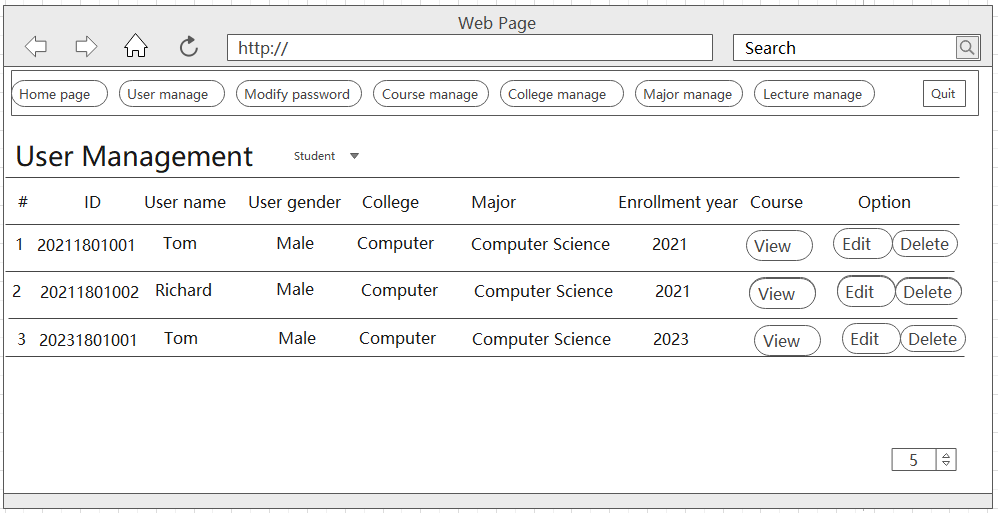 Web Page
http://
Search
Home page User manage Modify password Course manage College manage Major manage Lecture manage Quit
User Management Student
# ID User name User gender College Major Enrollment year Course Option
1 20211801001 Tom Male Computer Computer Science 2021 View Edit Delete
2 20211801002 Richard Male Computer Computer Science 2021 View Edit Delete
3 20231801001 Tom Male Computer Computer Science 2023 View Edit Delete
5